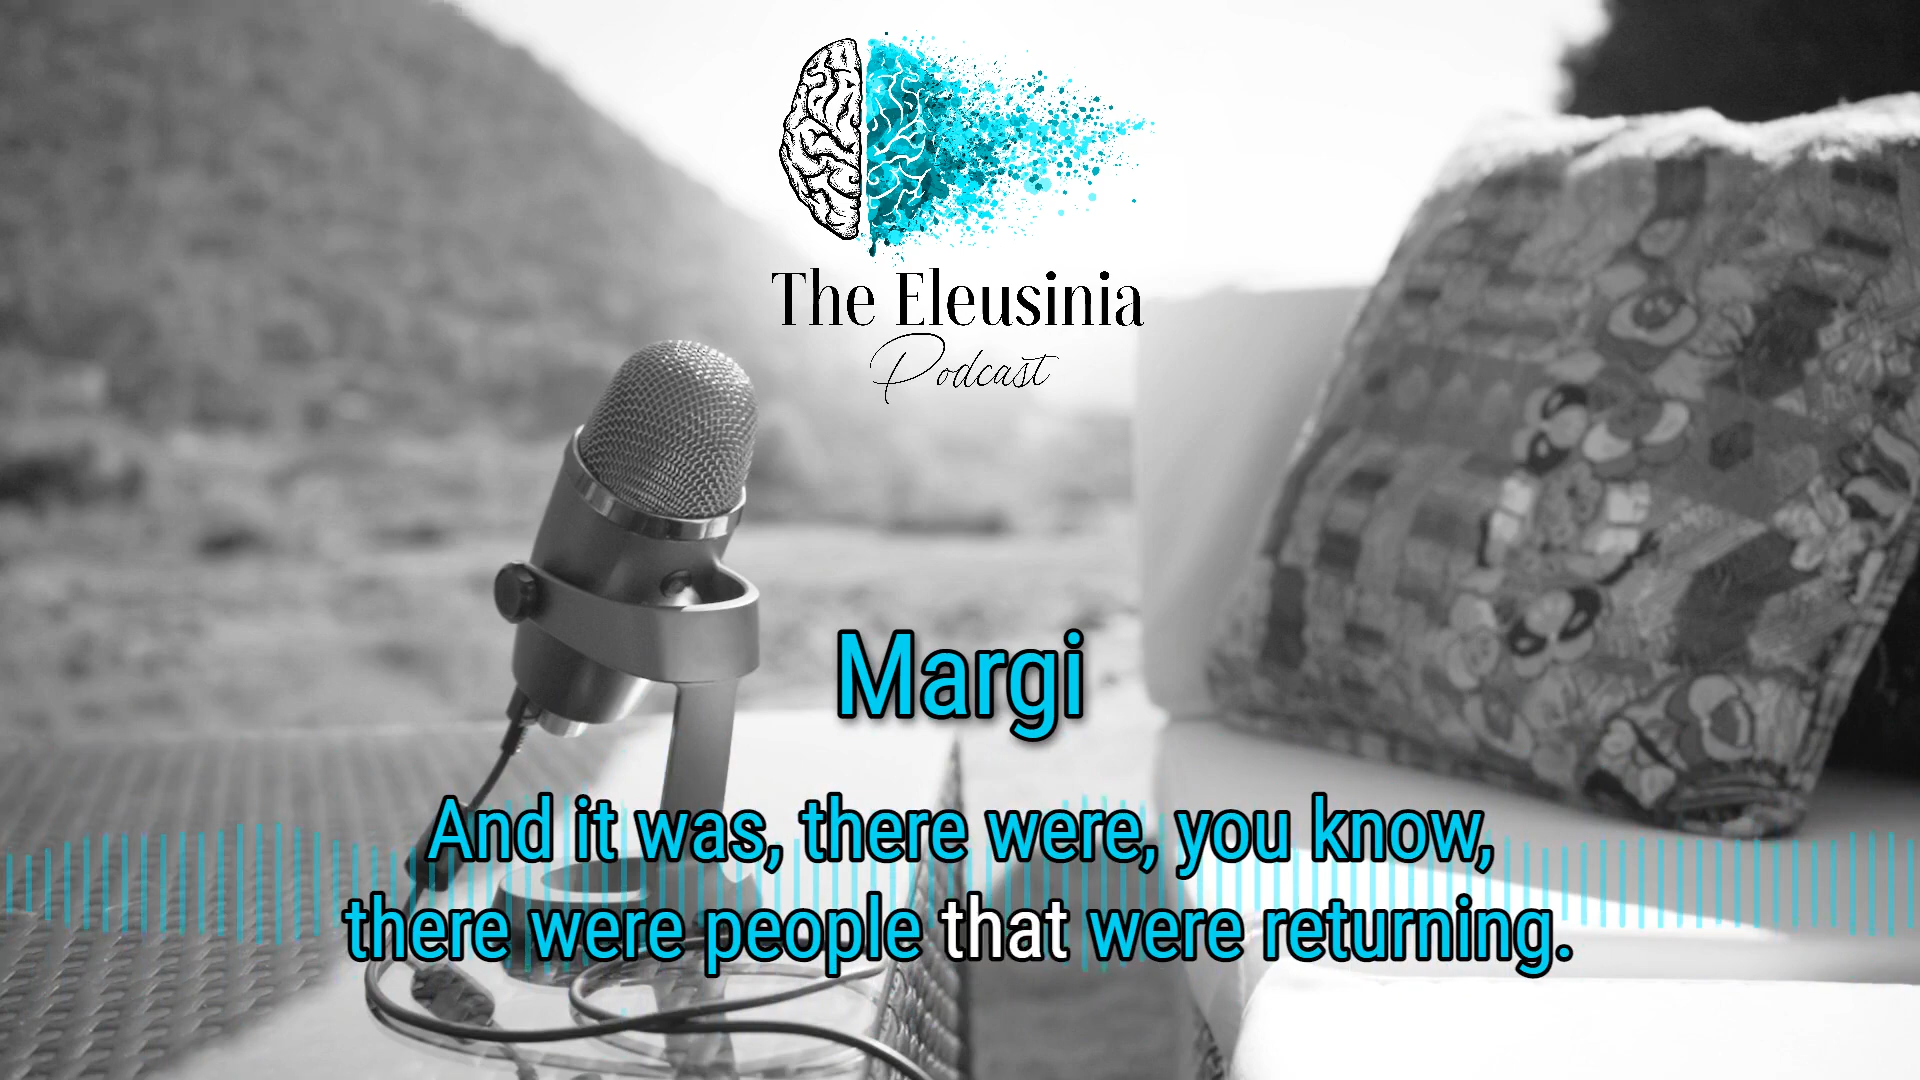 The Eleusinia
Podcast
Margi
And it was, there were, you know,
there were people that were returning.